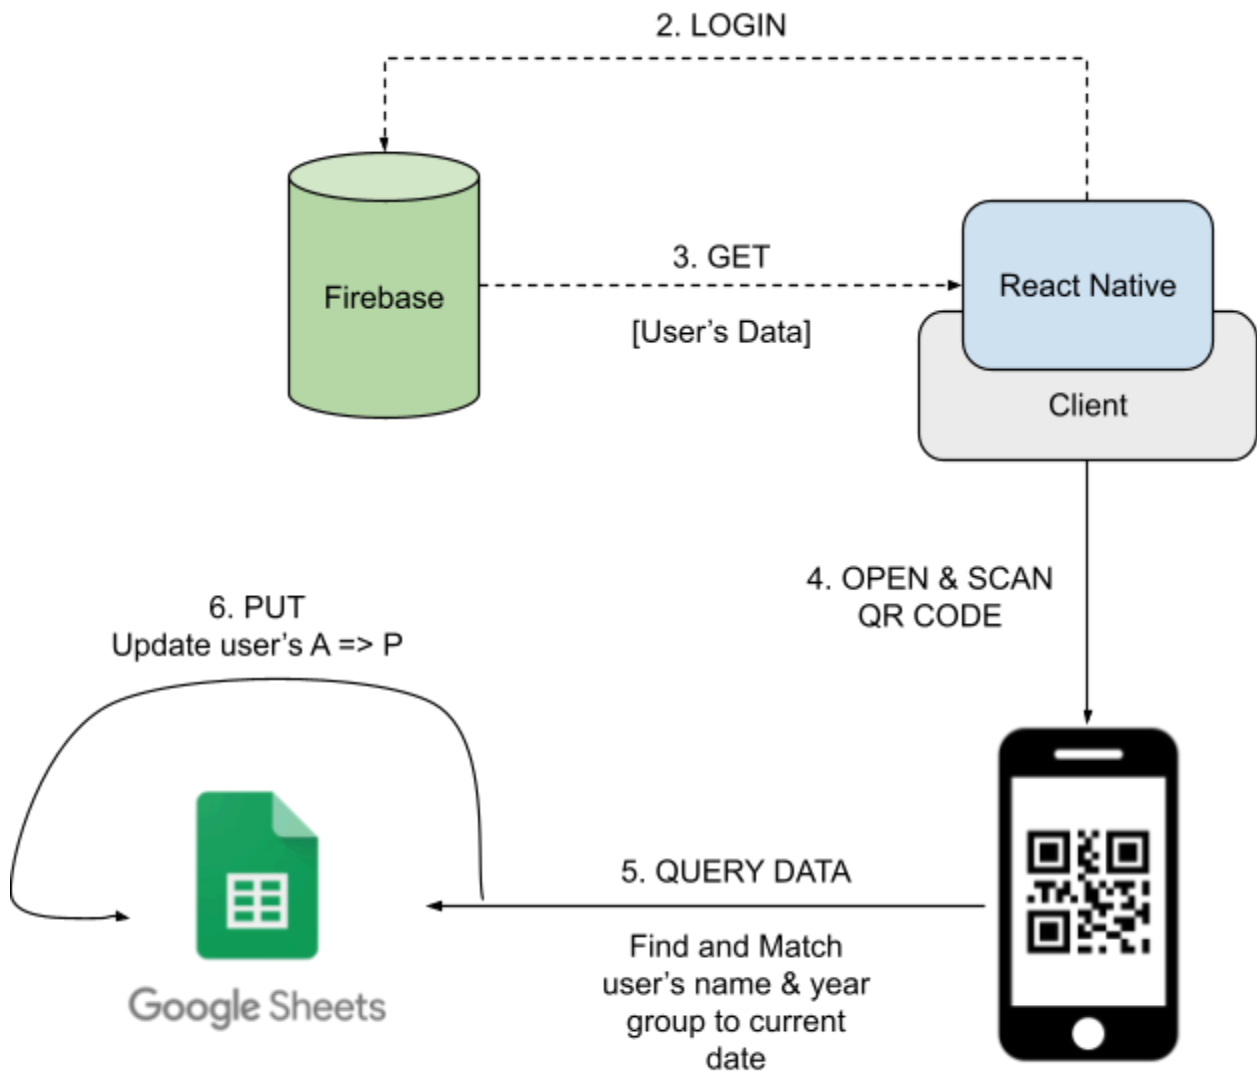 2. LOGIN
Firebase
3. GET
[User's Data]
React Native
Client
4. OPEN & SCAN
QR CODE
6. PUT
Update user's A => P
Google Sheets
5. QUERY DATA
Find and Match
user's name & year
group to current
date